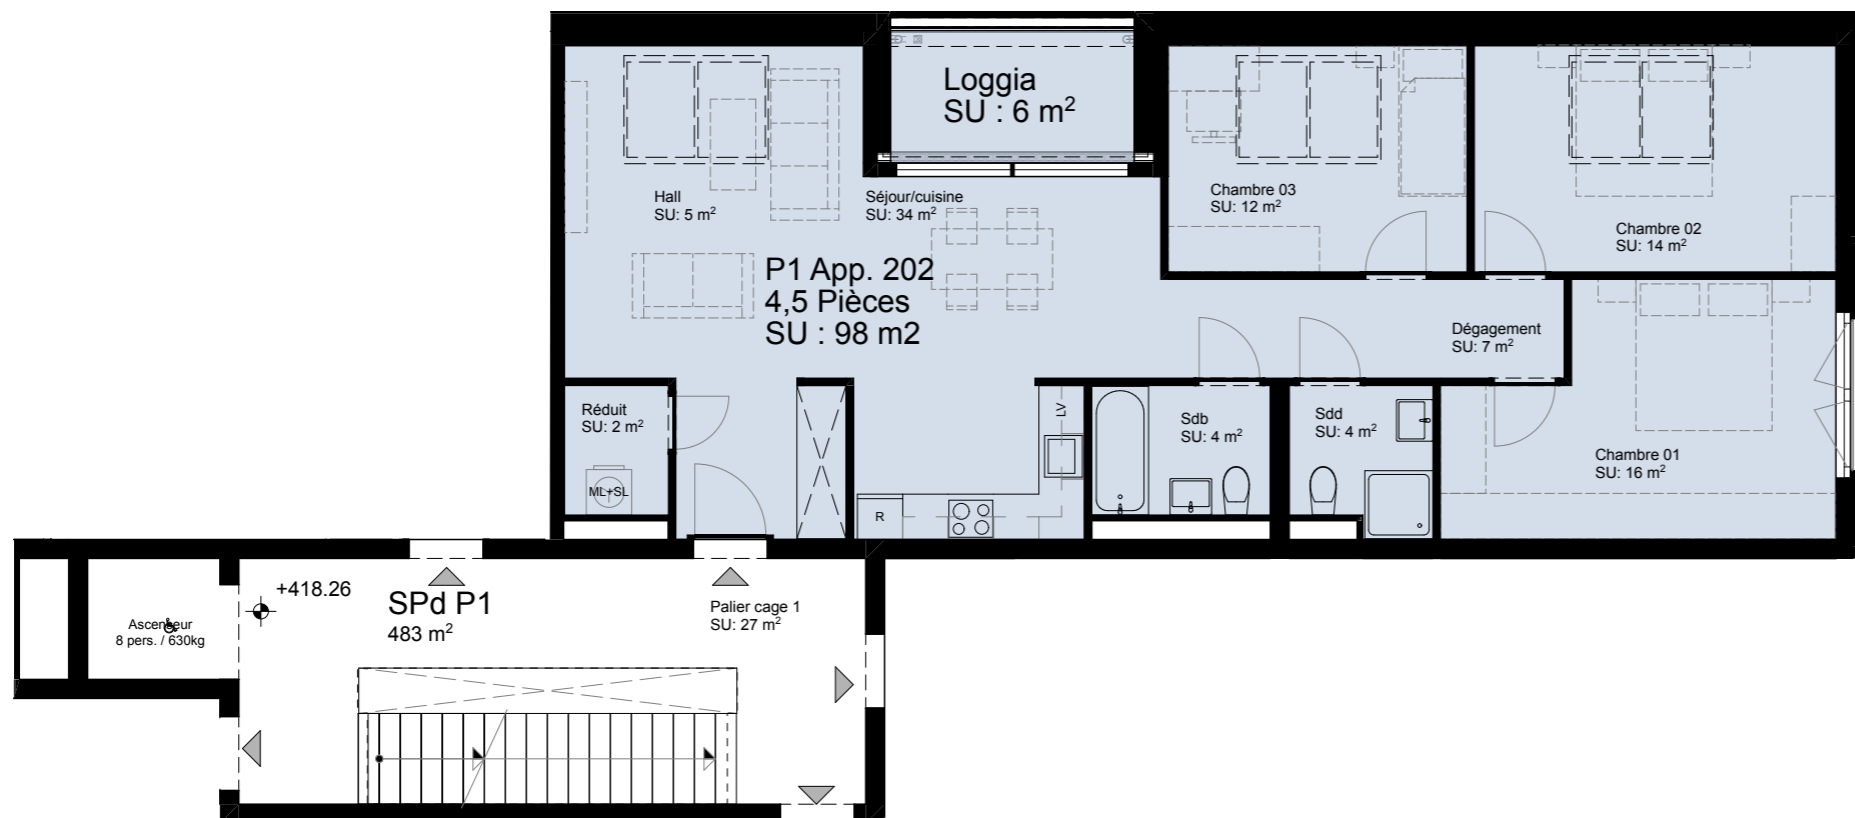 Loggia
SU : 6 m²
Hall
SU: 5 m²
Séjour/cuisine
SU: 34 m²
Chambre 03
SU: 12 m²
Chambre 02
SU: 14 m²
P1 App. 202
4,5 Pièces
SU : 98 m2
Dégagement
SU: 7 m²
Réduit
SU: 2 m²
ML+SL
LV
R
Sdb
SU: 4 m²
Sdd
SU: 4 m²
Chambre 01
SU: 16 m²
+418.26
SPd P1
483 m²
Palier cage 1
SU: 27 m²
Ascenseur
8 pers. / 630kg